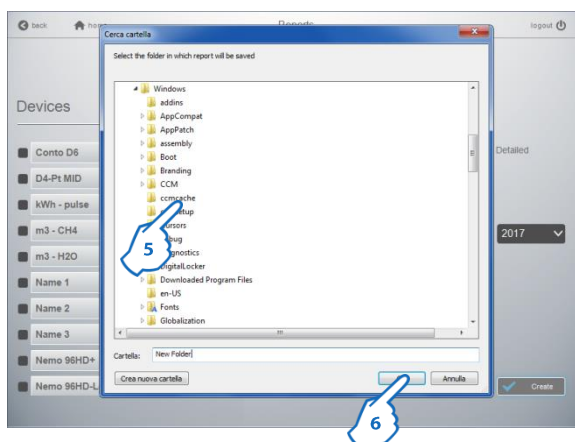 back
home
Reports
logout
Cerca cartella
Select the folder in which report will be saved
Windows
addins
AppCompat
AppPatch
assembly
Boot
Branding
CCM
ccmcache
Cursors
Diagnostics
DigitalLocker
Downloaded Program Files
en-US
Fonts
Globalization
Cartella:
New Folder
Crea nuova cartella
Annulla
5
6
Devices
Conto D6
D4-Pt MID
kWh - pulse
m3 - CH4
m3 - H2O
Name 1
Name 2
Name 3
Nemo 96HD+
Nemo 96HD-L
Detailed
2017
Create